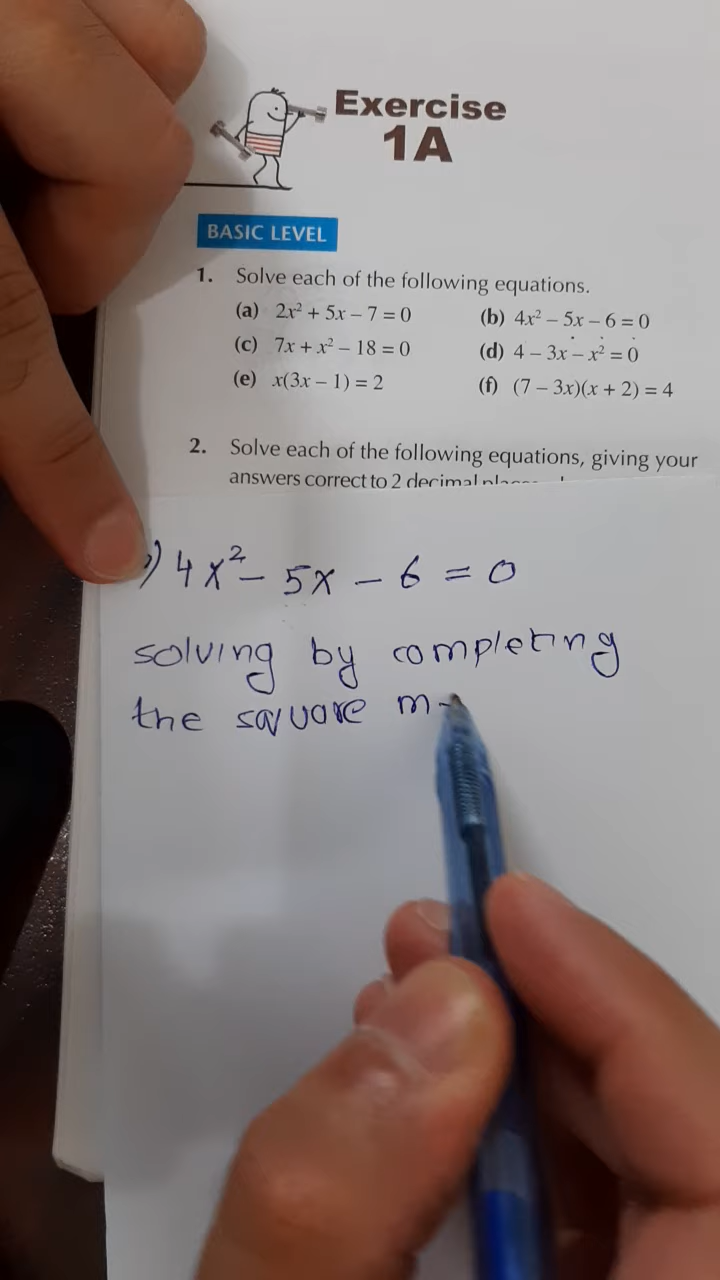 Exercise
1A
BASIC LEVEL
1. Solve each of the following equations.
(a) 2x² + 5x – 7 = 0 (b) 4x² – 5x – 6 = 0
(c) 7x + x² – 18 = 0 (d) 4 – 3x – x² = 0
(e) x(3x – 1) = 2 (f) (7 – 3x)(x + 2) = 4
2. Solve each of the following equations, giving your
answers correct to 2 decimal
) 4x² – 5x – 6 = 0
solving by completing
the square m